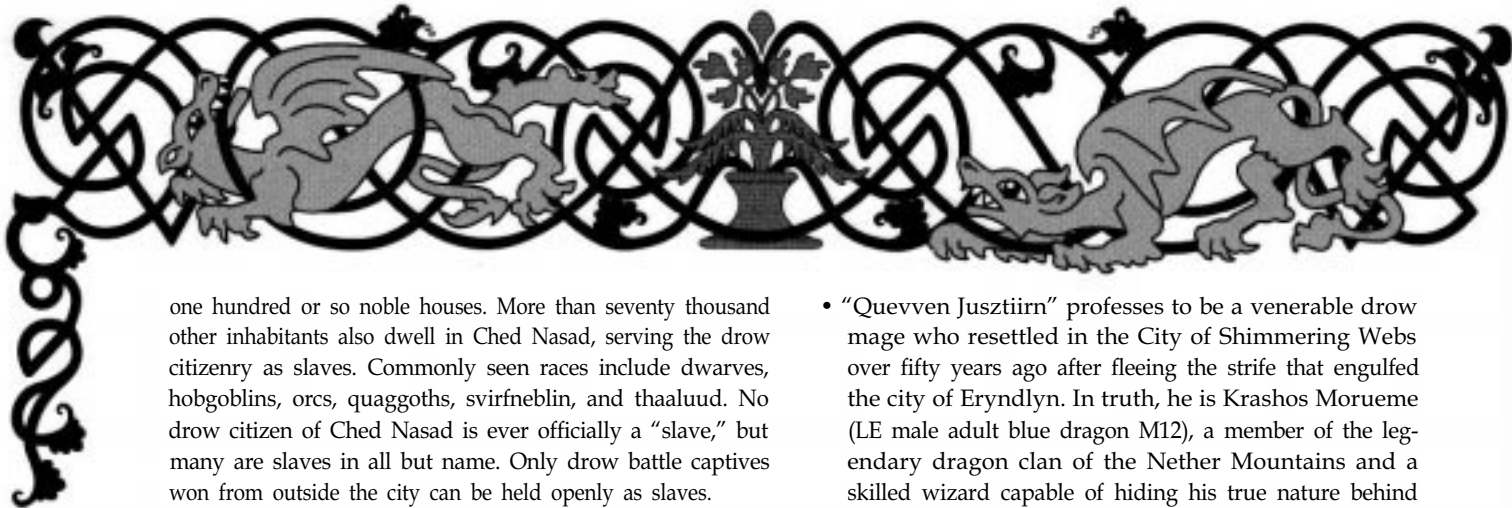 one hundred or so noble houses. More than seventy thousand
other inhabitants also dwell in Ched Nasad, serving the drow
citizenry as slaves. Commonly seen races include dwarves,
hobgoblins, orcs, quaggoths, svirfneblin, and thaaluud. No
drow citizen of Ched Nasad is ever officially a “slave,” but
many are slaves in all but name. Only drow battle captives
won from outside the city can be held openly as slaves.
• “Quevven Jusztiirn” professes to be a venerable drow
mage who resettled in the City of Shimmering Webs
over fifty years ago after fleeing the strife that engulfed
the city of Eryndlyn. In truth, he is Krashos Morueme
(LE male adult blue dragon M12), a member of the leg-
endary dragon clan of the Nether Mountains and a
skilled wizard capable of hiding his true nature behind